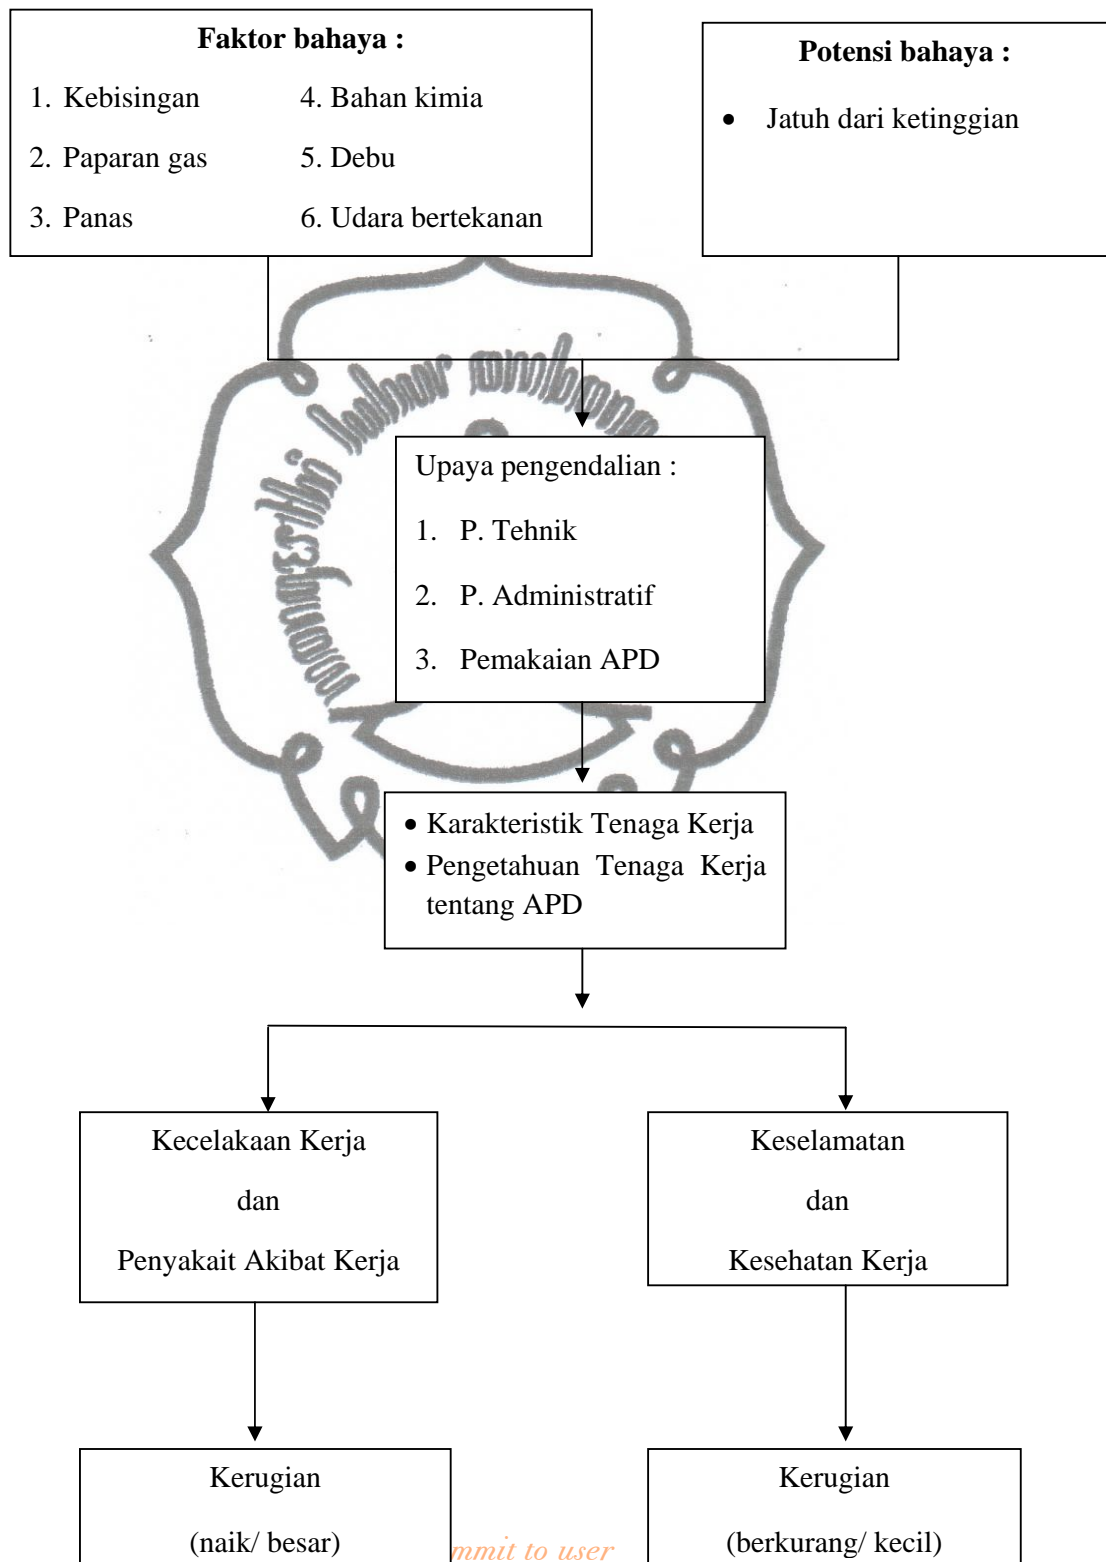 Faktor bahaya :
1. Kebisingan
2. Paparan gas
3. Panas
4. Bahan kimia
5. Debu
6. Udara bertekanan
Potensi bahaya :
• Jatuh dari ketinggian
Upaya pengendalian :
1. P. Tehnik
2. P. Administratif
3. Pemakaian APD
• Karakteristik Tenaga Kerja
• Pengetahuan Tenaga Kerja
tentang APD
Kecelakaan Kerja
dan
Penyakait Akibat Kerja
Keselamatan
dan
Kesehatan Kerja
Kerugian
(naik/ besar)
Kerugian
(berkurang/ kecil)
to user